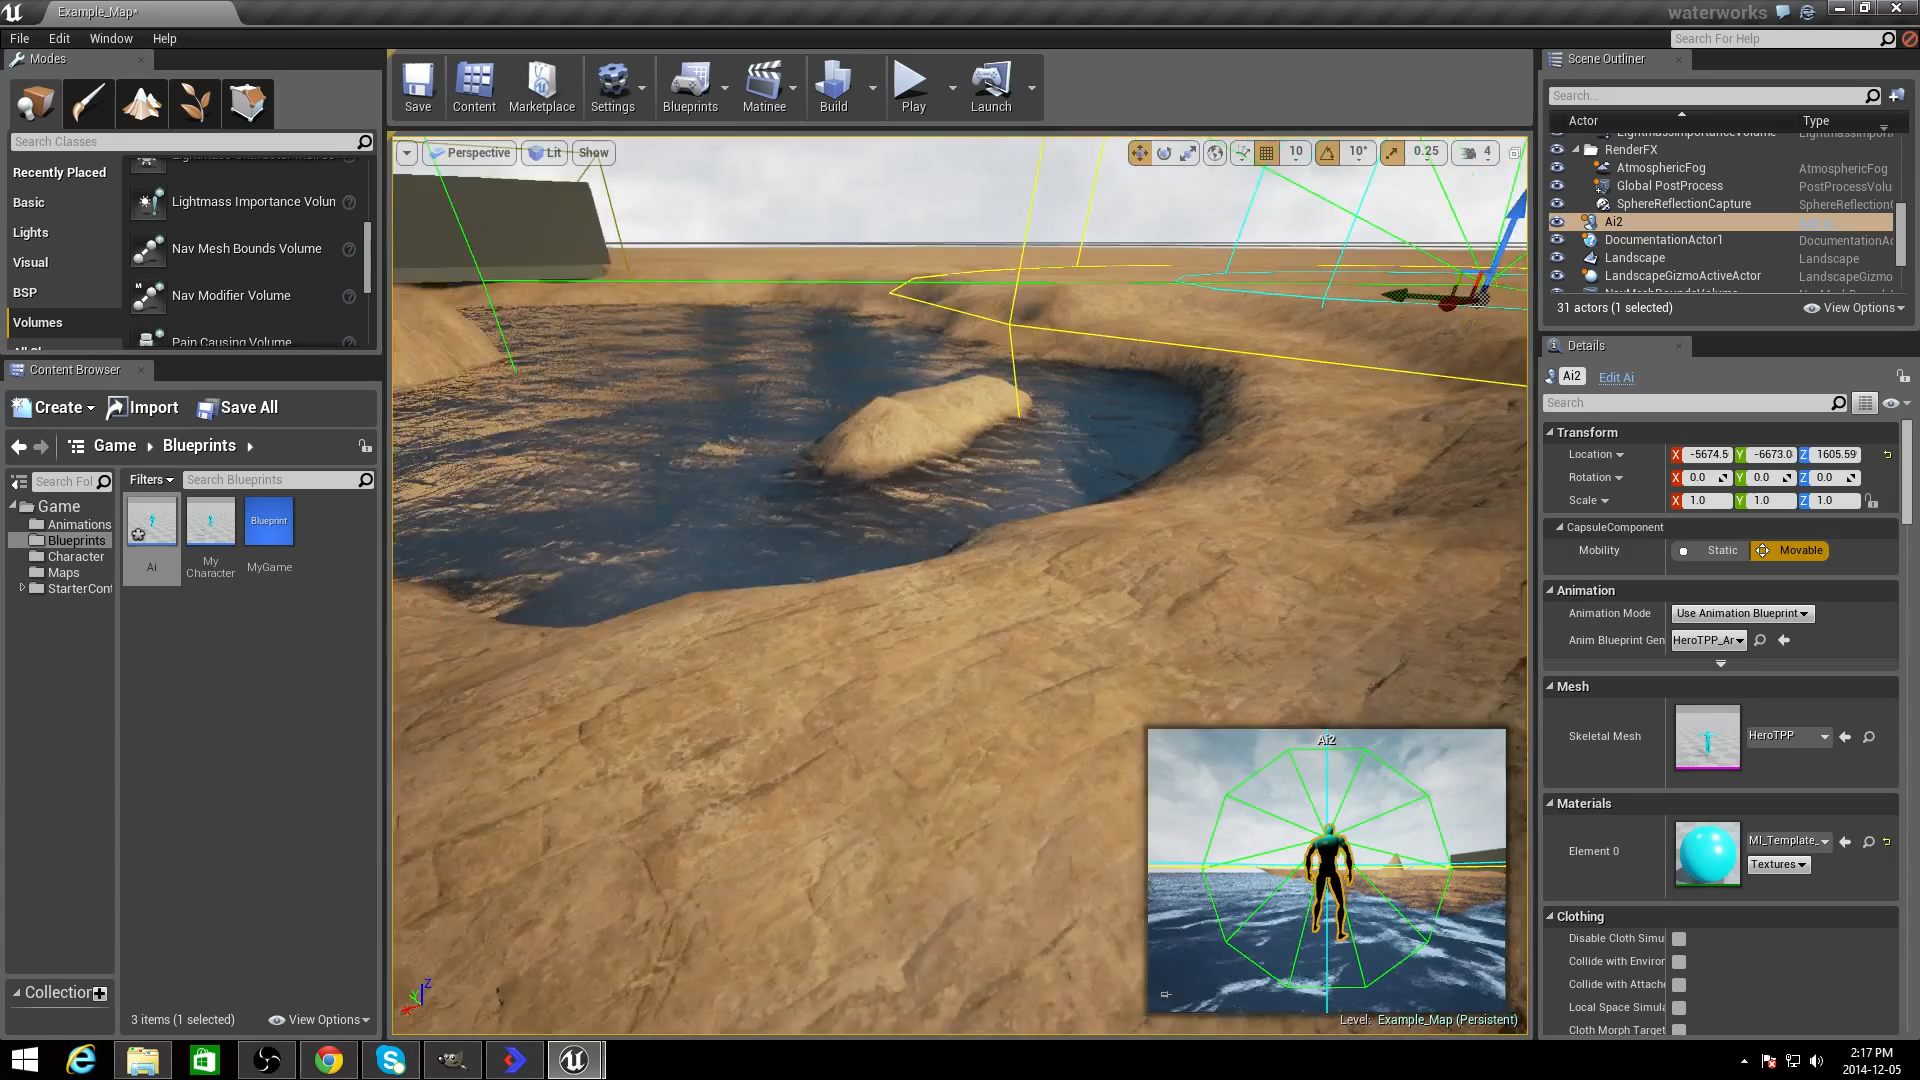 Example_Map*
waterworks
File Edit Window Help
Search For Help
Modes
Search Classes
Recently Placed
Basic
Lights
Visual
BSP
Volumes
Lightmass Importance Volun
Nav Mesh Bounds Volume
Nav Modifier Volume
Pain Causing Volume
Save
Content
Marketplace
Settings
Blueprints
Matinee
Build
Play
Launch
Perspective
Lit
Show
10
10°
0.25
4
Scene Outliner
Search...
Actor Type
LightmassImportanceVolume LightmassImport
RenderFX
AtmosphericFog AtmosphericFog
Global PostProcess PostProcessVolu
SphereReflectionCapture SphereReflection
Ai2
DocumentationActor1 DocumentationAc
Landscape Landscape
LandscapeGizmoActiveActor LandscapeGizmo
31 actors (1 selected)
View Options
Details
Ai2 Edit Ai
Search
Transform
Location X -5674.5 Y -6673.0 Z 1605.59
Rotation X 0.0 Y 0.0 Z 0.0
Scale X 1.0 Y 1.0 Z 1.0
CapsuleComponent
Mobility Static Movable
Animation
Animation Mode Use Animation Blueprint
Anim Blueprint Gen HeroTPP_Ar
Mesh
Skeletal Mesh HeroTPP
Materials
Element 0 MI_Template_
Textures
Clothing
Disable Cloth Simu
Collide with Enviror
Collide with Attache
Local Space Simula
Cloth Morph Target
Content Browser
Create Import Save All
Game Blueprints
Search Fol
Filters
Search Blueprints
Game
Animations
Blueprints
Character
Maps
StarterCont
Blueprint
Ai
My Character
MyGame
Collection
3 items (1 selected)
View Options
Ai2
Z
Y
X
Level: Example_Map (Persistent)
2:17 PM
2014-12-05